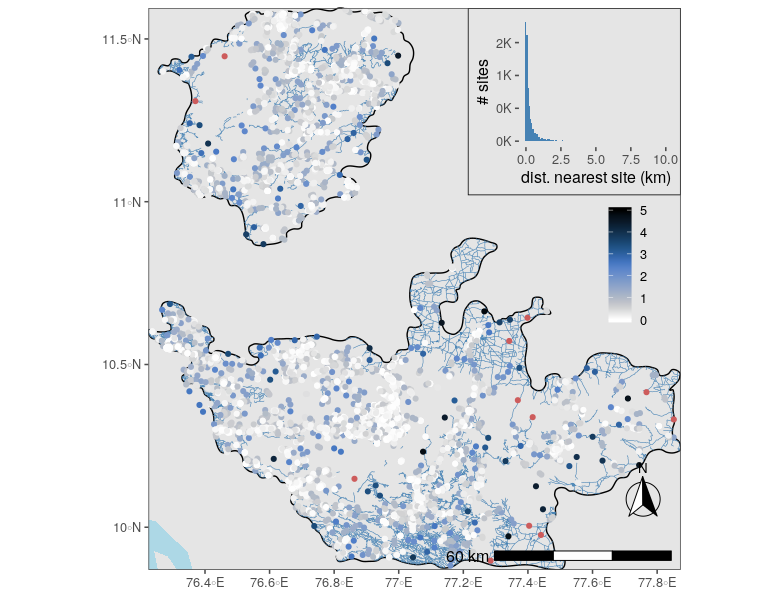 11.5◦N
11◦N
10.5◦N
10◦N
76.4◦E
76.6◦E
76.8◦E
77◦E
77.2◦E
77.4◦E
77.6◦E
77.8◦E
# sites
2K
1K
0K
0K
0.0
2.5
5.0
7.5
10.0
dist. nearest site (km)
5
4
3
2
1
0
N
60 km